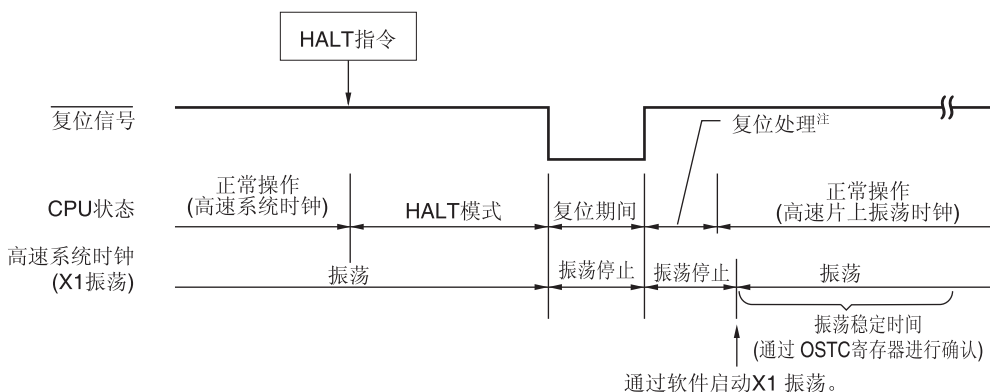 HALT指令
复位信号
复位处理注
正常操作
(高速系统时钟)
CPU状态
HALT模式
复位期间
正常操作
(高速片上振荡时钟)
高速系统时钟
(X1振荡)
振荡
振荡停止
振荡停止
振荡
振荡稳定时间
(通过 OSTC寄存器进行确认)
通过软件启动X1 振荡。